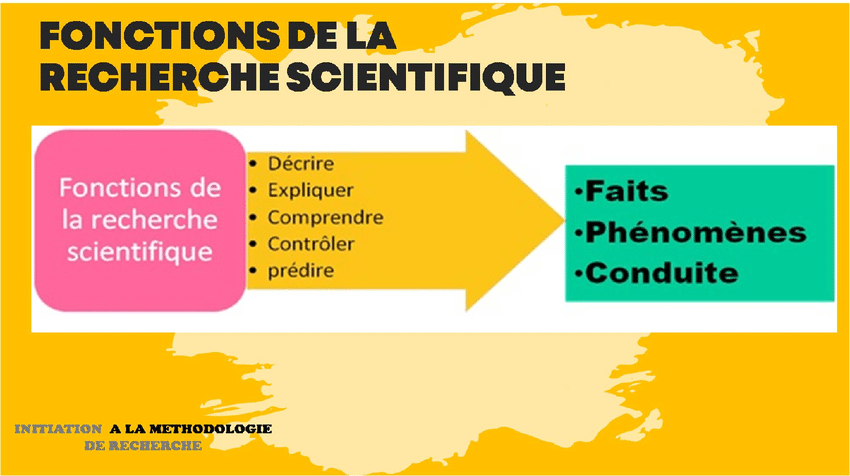 FONCTIONS DE LA
RECHERCHE SCIENTIFIQUE
Fonctions de
la recherche
scientifique
• Décrire
• Expliquer
• Comprendre
• Contrôler
• prédire
•Faits
•Phénomènes
•Conduite
INITIATION A LA METHODOLOGIE
DE RECHERCHE